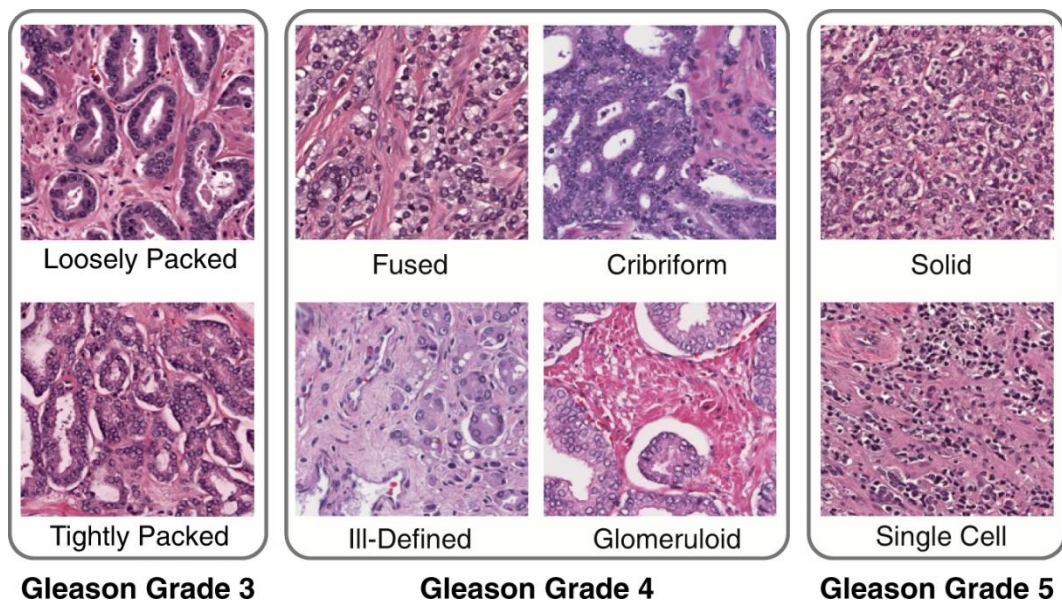 Loosely Packed
Tightly Packed
Gleason Grade 3
Fused
Cribriform
Ill-Defined
Glomeruloid
Gleason Grade 4
Solid
Single Cell
Gleason Grade 5